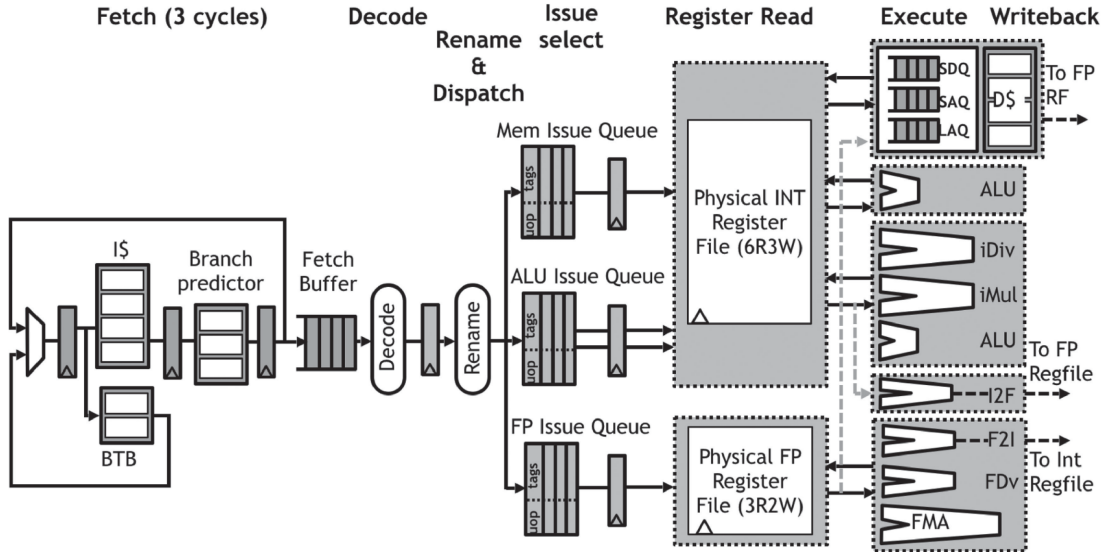 Fetch (3 cycles)
Decode
Rename
&
Dispatch
Issue
select
Register Read
Execute
Writeback
I$
Branch
predictor
BTB
Fetch
Buffer
Decode
Rename
Mem Issue Queue
tags
uop
ALU Issue Queue
tags
uop
FP Issue Queue
tags
uop
Physical INT
Register
File (6R3W)
Physical FP
Register
File (3R2W)
SDQ
SAQ
LAQ
D$
To FP
RF
ALU
iDiv
iMul
ALU
To FP
Regfile
I2F
F2I
To Int
Regfile
FDv
FMA